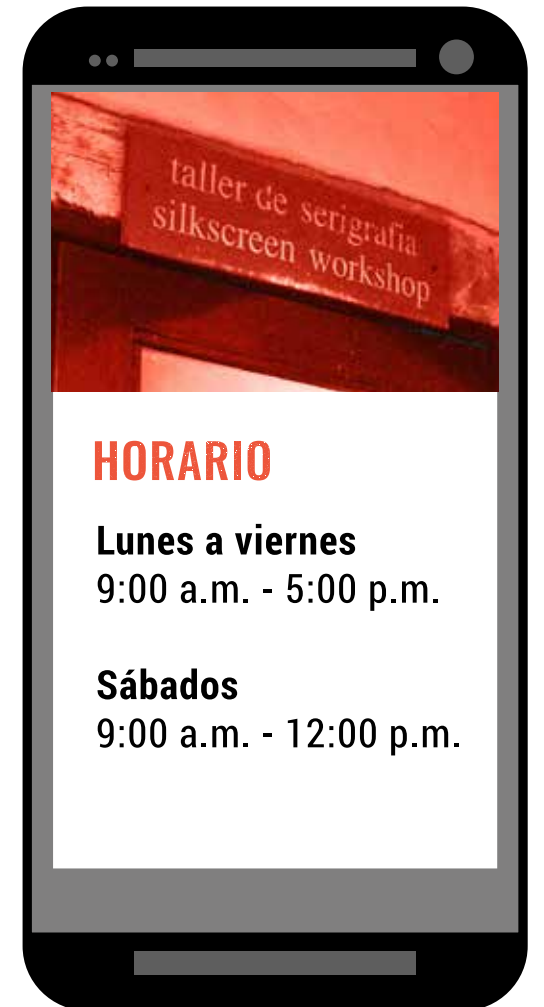 taller de serigrafia
silkscreen workshop
HORARIO
Lunes a viernes
9:00 a.m. - 5:00 p.m.
Sábados
9:00 a.m. - 12:00 p.m.